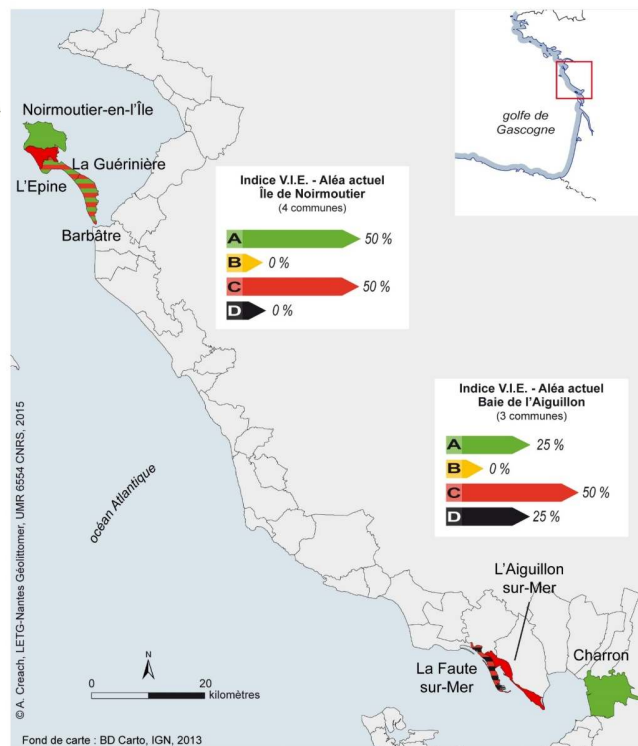 golfe de
Gascogne
Noirmoutier-en-l'Île
La Guérinière
L'Epine
Barbâtre
Indice V.I.E. - Aléa actuel
Île de Noirmoutier
(4 communes)
A 50 %
B 0 %
C 50 %
D 0 %
Indice V.I.E. - Aléa actuel
Baie de l'Aiguillon
(3 communes)
A 25 %
B 0 %
C 50 %
D 25 %
océan Atlantique
L'Aiguillon
sur-Mer
Charron
La Faute
sur-Mer
N
0 20
kilomètres
© A. Creach, LETG-Nantes Géolittomer, UMR 6554 CNRS, 2015
Fond de carte : BD Carto, IGN, 2013